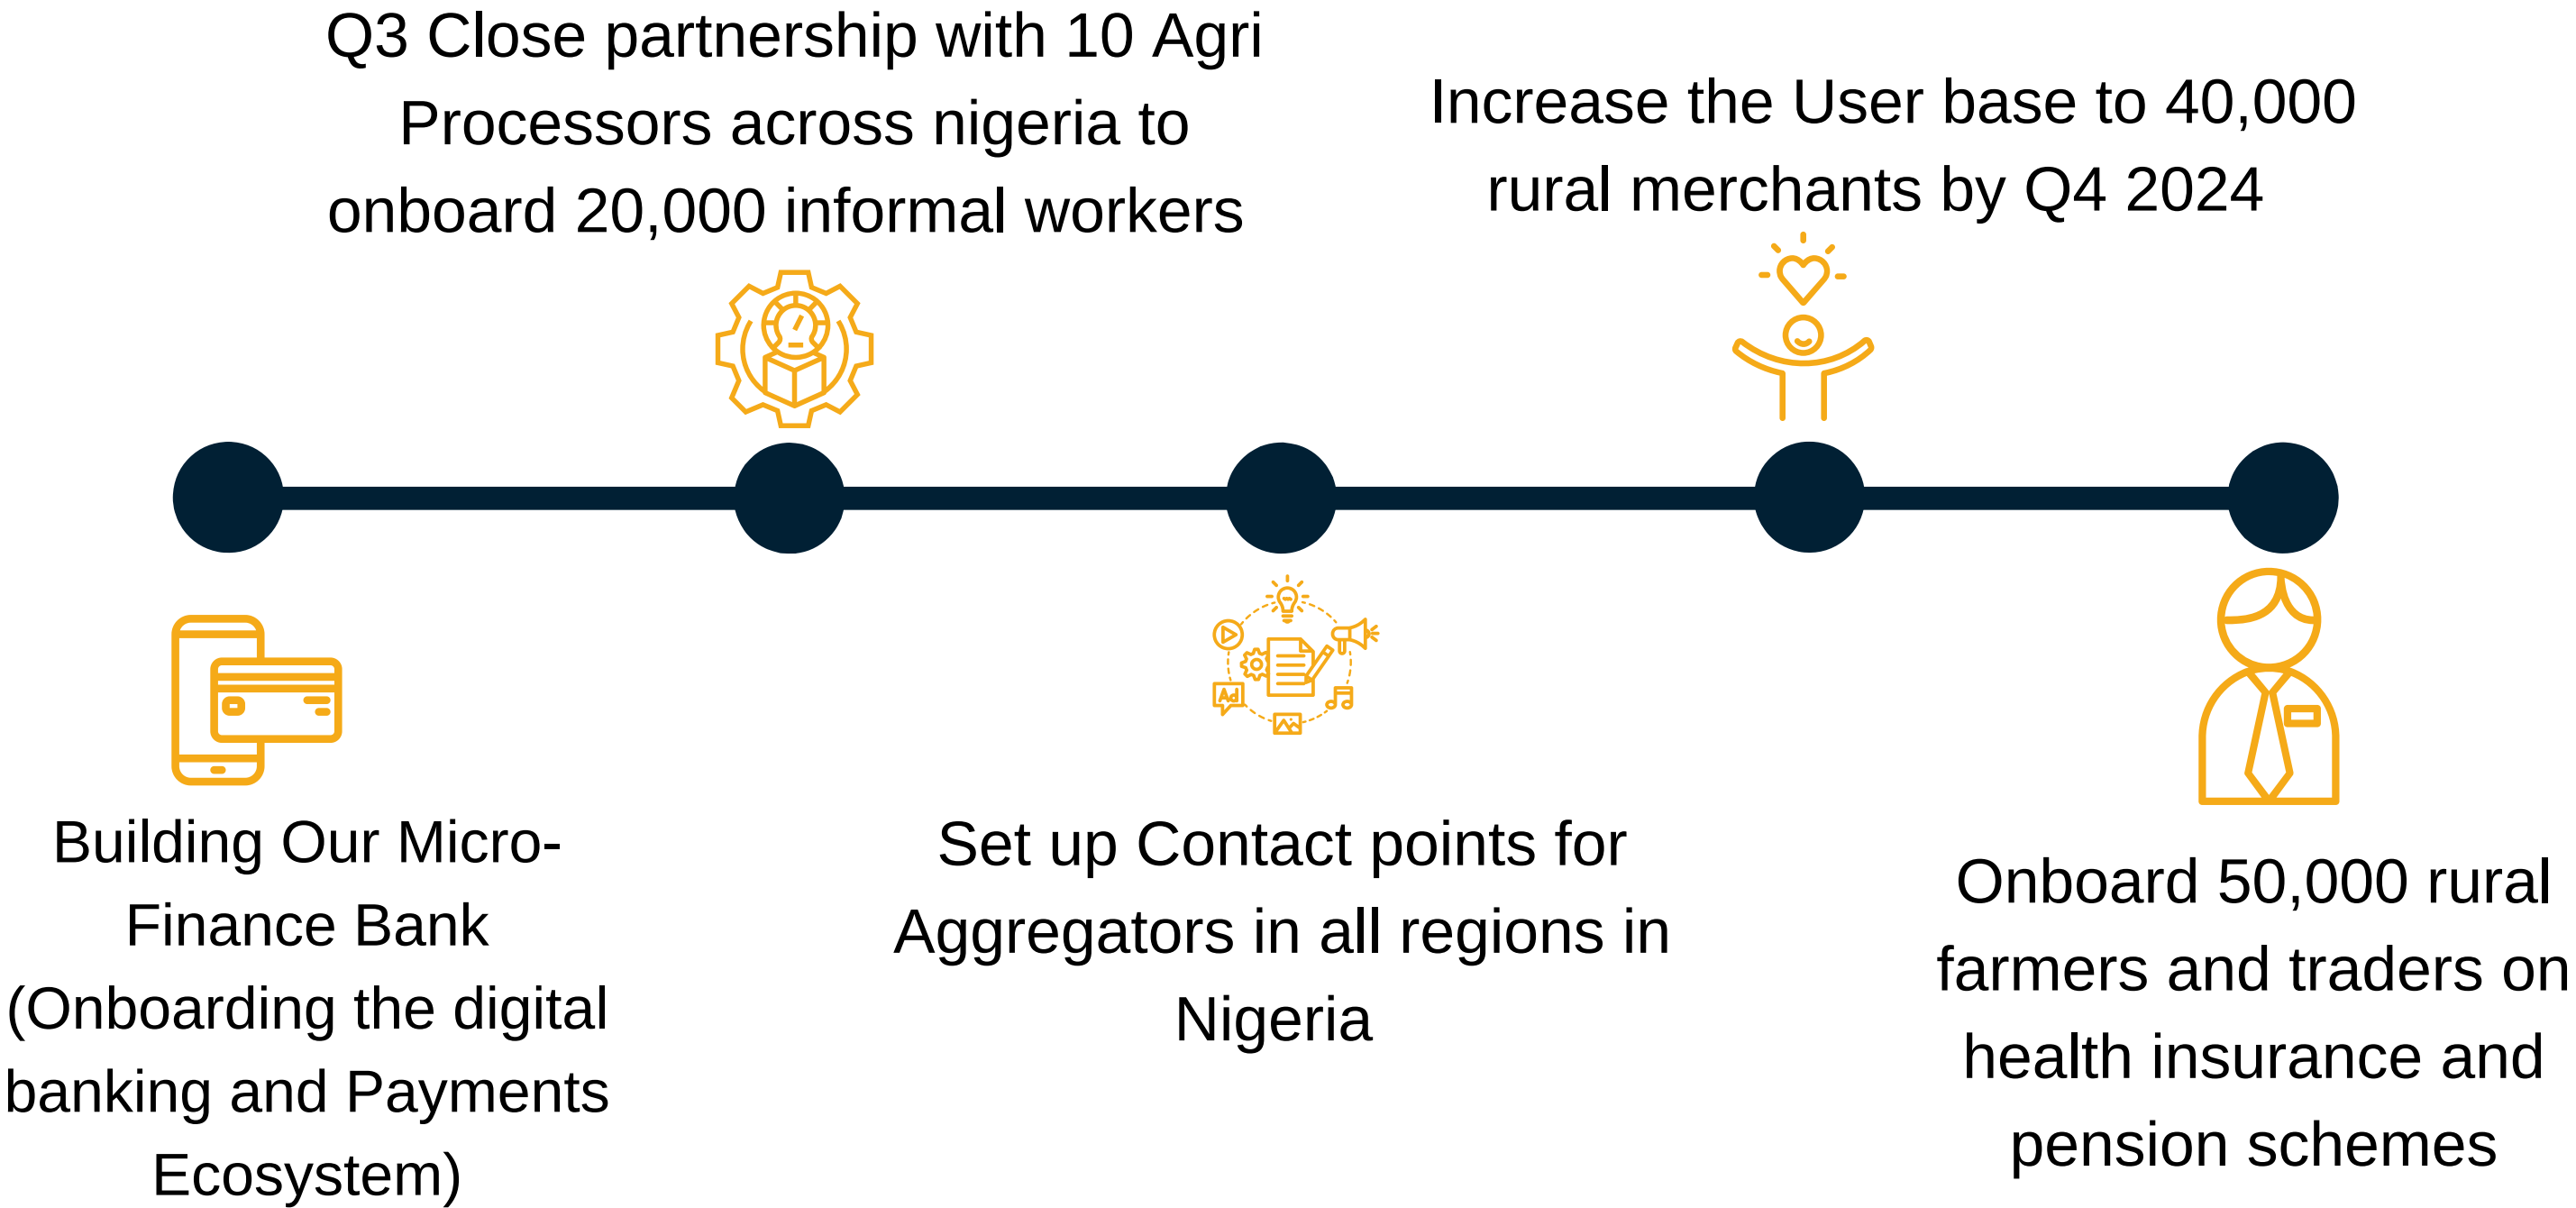 Q3 Close partnership with 10 Agri
Processors across nigeria to
onboard 20,000 informal workers
Increase the User base to 40,000
rural merchants by Q4 2024
Ad
Building Our Micro-
Finance Bank
(Onboarding the digital
banking and Payments
Ecosystem)
Set up Contact points for
Aggregators in all regions in
Nigeria
Onboard 50,000 rural
farmers and traders on
health insurance and
pension schemes